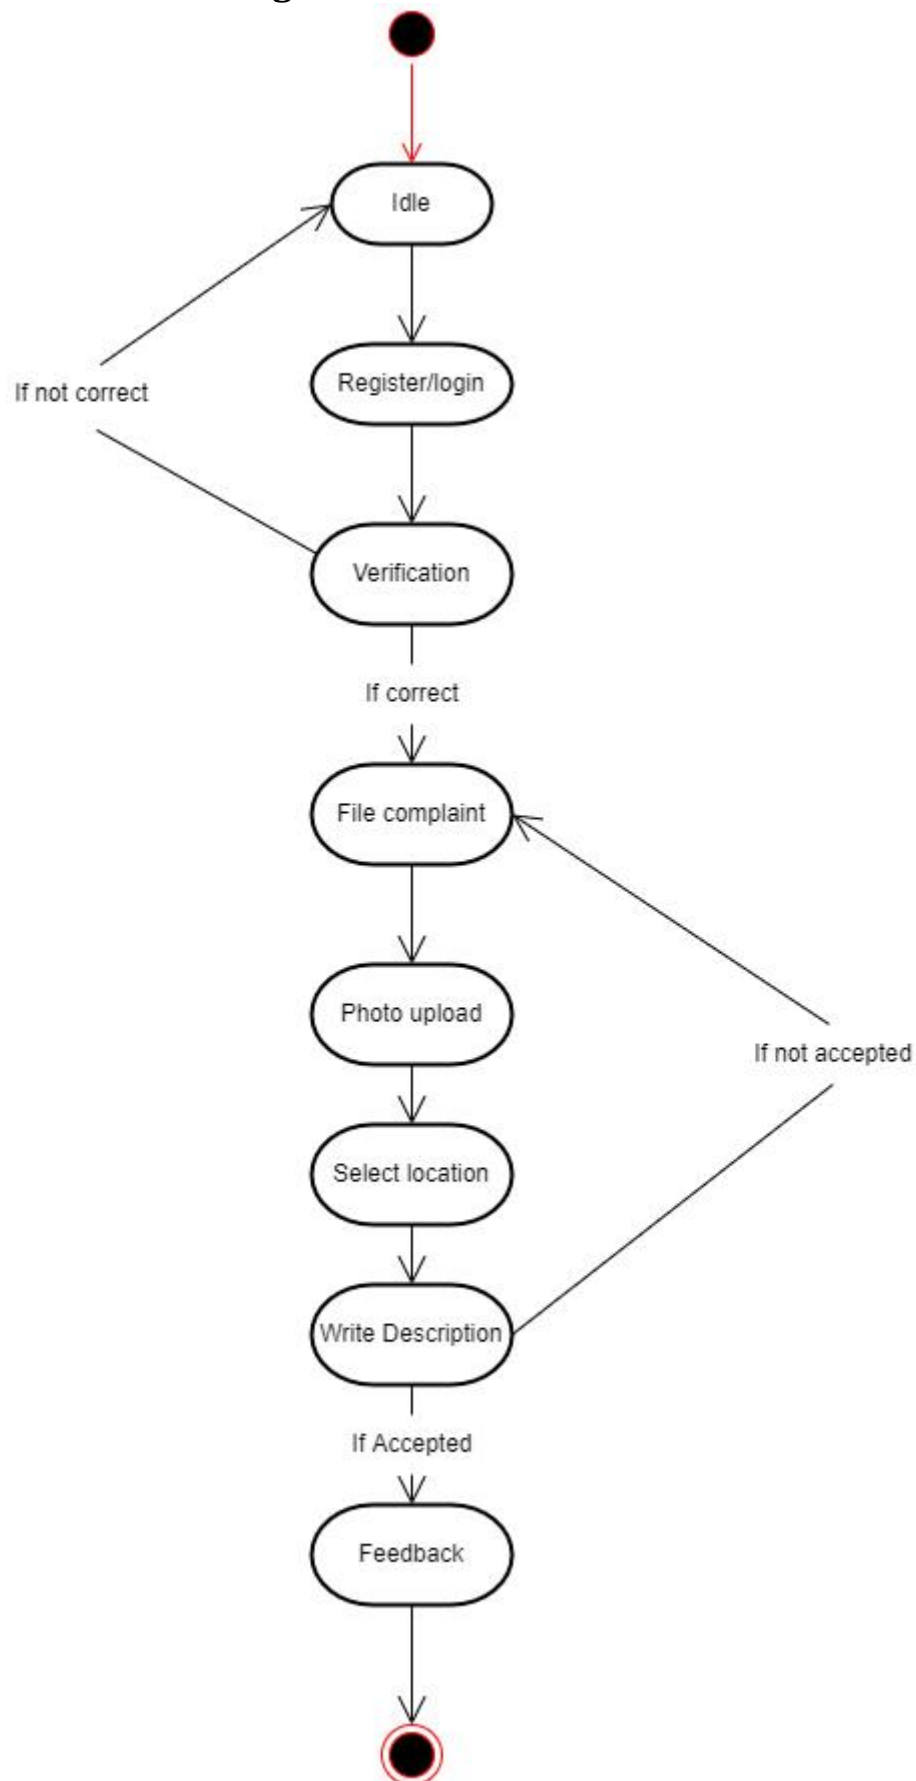 Idle
Register/login
If not correct
Verification
If correct
File complaint
Photo upload
If not accepted
Select location
Write Description
If Accepted
Feedback